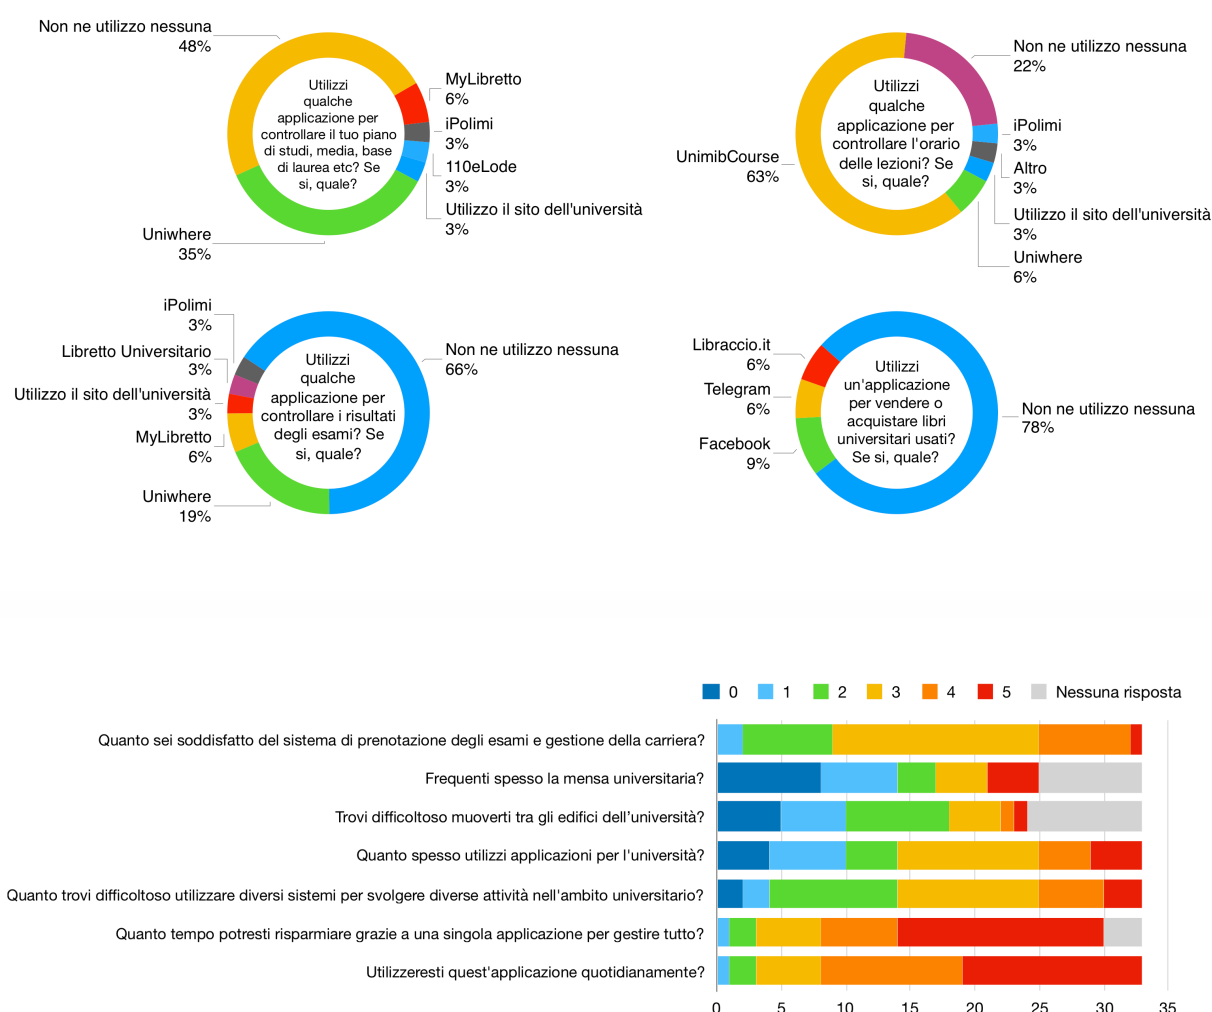 Non ne utilizzo nessuna
48%
Utilizzi
qualche
applicazione per
controllare il tuo piano
di studi, media, base
di laurea etc? Se
si, quale?
MyLibretto
6%
iPolimi
3%
110eLode
3%
Utilizzo il sito dell'università
3%
Uniwhere
35%
Non ne utilizzo nessuna
22%
Utilizzi
qualche
applicazione per
controllare l'orario
delle lezioni? Se
si, quale?
iPolimi
3%
Altro
3%
Utilizzo il sito dell'università
3%
Uniwhere
6%
UnimibCourse
63%
iPolimi
3%
Libretto Universitario
3%
Utilizzo il sito dell'università
3%
MyLibretto
6%
Uniwhere
19%
Utilizzi
qualche
applicazione per
controllare i risultati
degli esami? Se
si, quale?
Non ne utilizzo nessuna
66%
Libraccio.it
6%
Telegram
6%
Facebook
9%
Utilizzi
un'applicazione
per vendere o
acquistare libri
universitari usati?
Se si, quale?
Non ne utilizzo nessuna
78%
0 1 2 3 4 5 Nessuna risposta
Quanto sei soddisfatto del sistema di prenotazione degli esami e gestione della carriera?
Frequenti spesso la mensa universitaria?
Trovi difficoltoso muoverti tra gli edifici dell’università?
Quanto spesso utilizzi applicazioni per l'università?
Quanto trovi difficoltoso utilizzare diversi sistemi per svolgere diverse attività nell'ambito universitario?
Quanto tempo potresti risparmiare grazie a una singola applicazione per gestire tutto?
Utilizzeresti quest'applicazione quotidianamente?
0 5 10 15 20 25 30 35